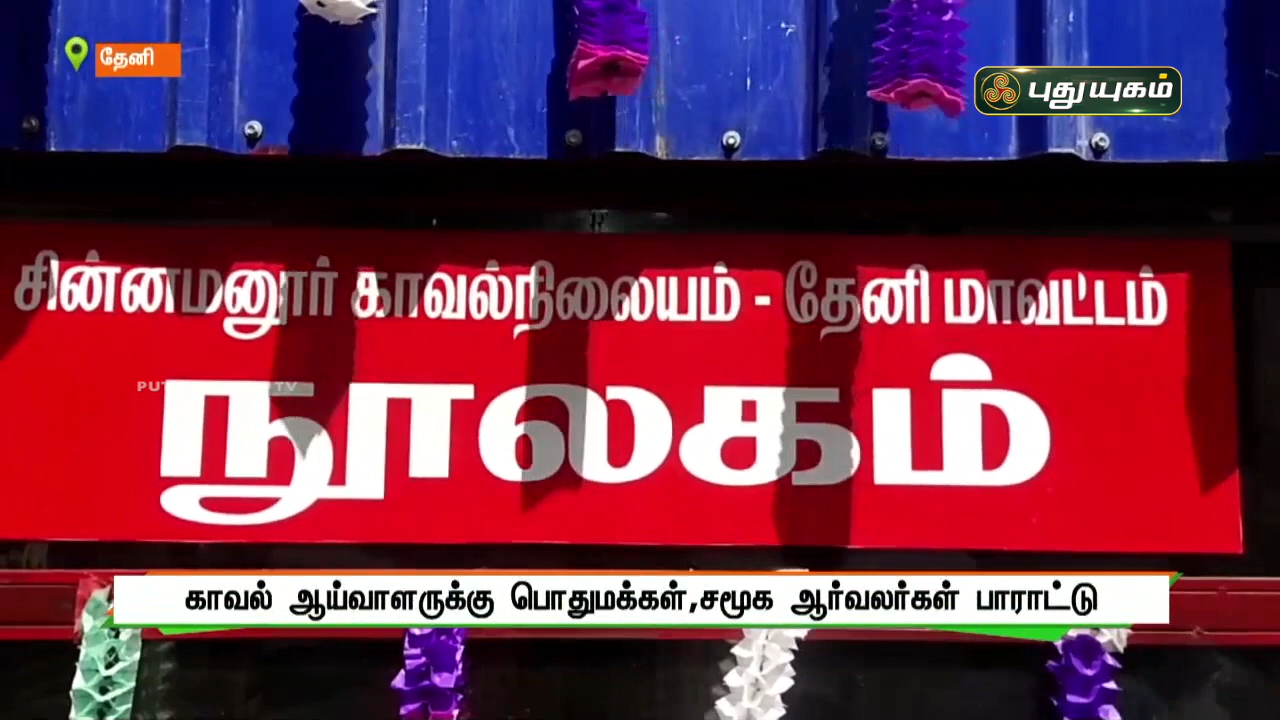 தேனி
புதுயுகம்
சின்னமனூர் காவல்நிலையம் - தேனி மாவட்டம்
நூலகம்
காவல் ஆய்வாளருக்கு பொதுமக்கள்,சமூக ஆர்வலர்கள் பாராட்டு